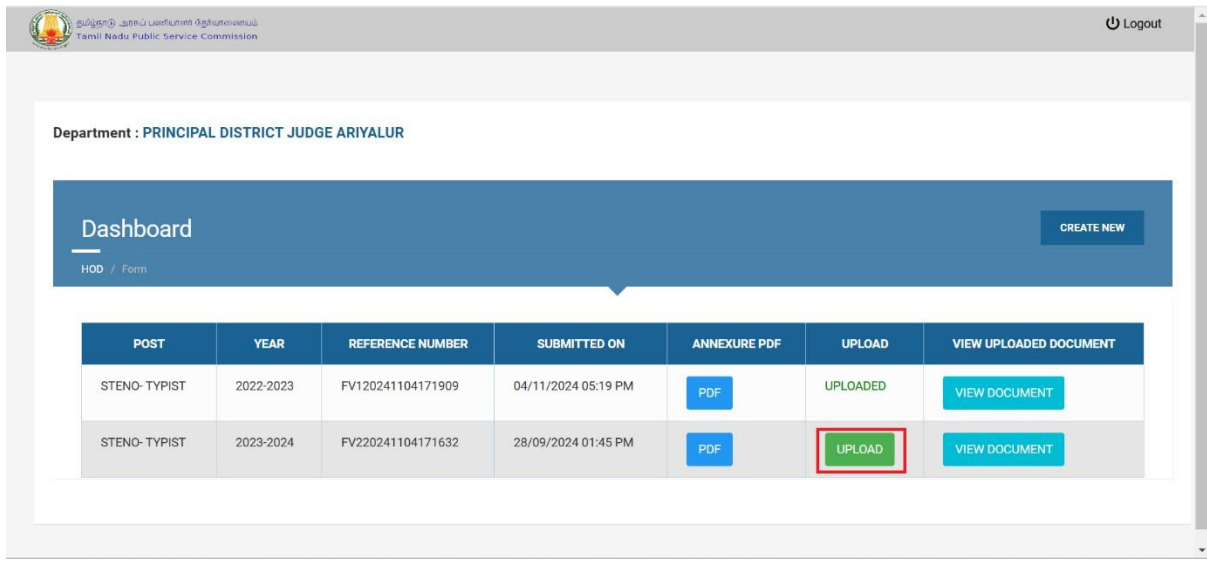 தமிழ்நாடு அரசுப் பணியாளர் தேர்வாணையம்
Tamil Nadu Public Service Commission
Logout
Department : PRINCIPAL DISTRICT JUDGE ARIYALUR
Dashboard
CREATE NEW
HOD / Form
POST YEAR REFERENCE NUMBER SUBMITTED ON ANNEXURE PDF UPLOAD VIEW UPLOADED DOCUMENT
STENO- TYPIST 2022-2023 FV120241104171909 04/11/2024 05:19 PM PDF UPLOADED VIEW DOCUMENT
STENO- TYPIST 2023-2024 FV220241104171632 28/09/2024 01:45 PM PDF UPLOAD VIEW DOCUMENT